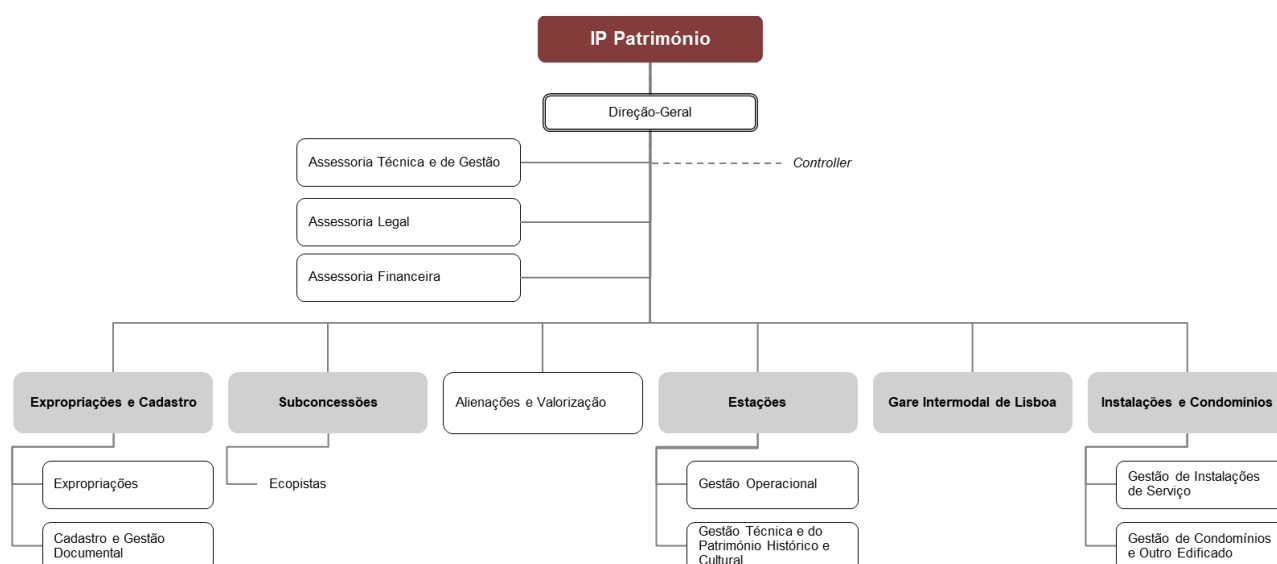 IP Património
Direção-Geral
Assessoria Técnica e de Gestão
Controller
Assessoria Legal
Assessoria Financeira
Expropriações e Cadastro
Subconcessões
Alienações e Valorização
Estações
Gare Intermodal de Lisboa
Instalações e Condomínios
Expropriações
Ecopistas
Gestão Operacional
Gestão de Instalações
de Serviço
Cadastro e Gestão
Documental
Gestão Técnica e do
Património Histórico e
Cultural
Gestão de Condomínios
e Outro Edificado